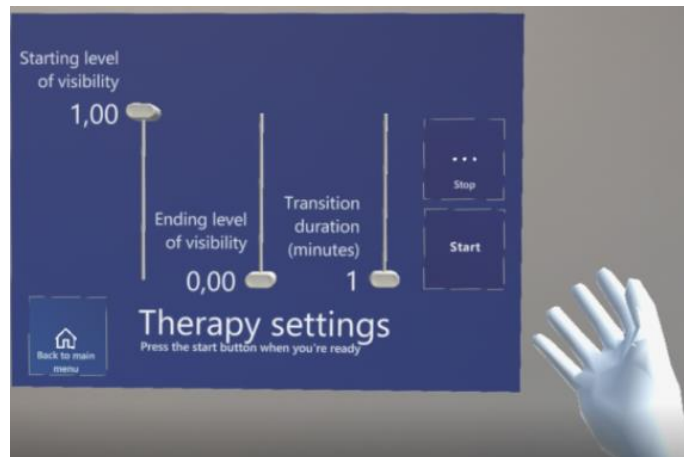 Starting level
of visibility
1,00
Ending level
of visibility
0,00
Transition
duration
(minutes)
1
...
Stop
Start
Therapy settings
Press the start button when you're ready
Back to main
menu